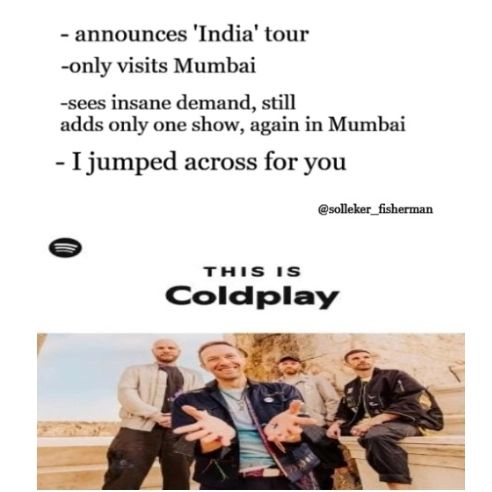 - announces 'India' tour
-only visits Mumbai
-sees insane demand, still
adds only one show, again in Mumbai
- I jumped across for you
@solleker_fisherman
THIS IS
Coldplay